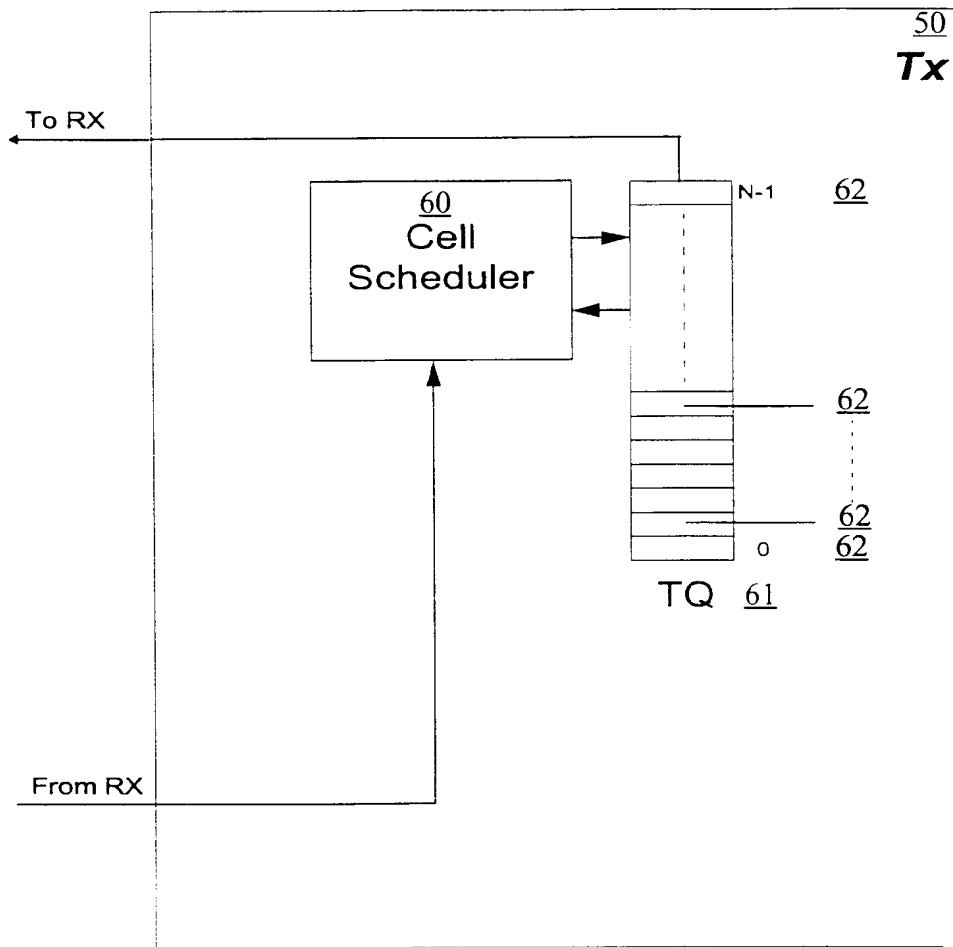 50
Tx
To RX
60
Cell
Scheduler
N-1 62
62
62
0 62
TQ 61
From RX